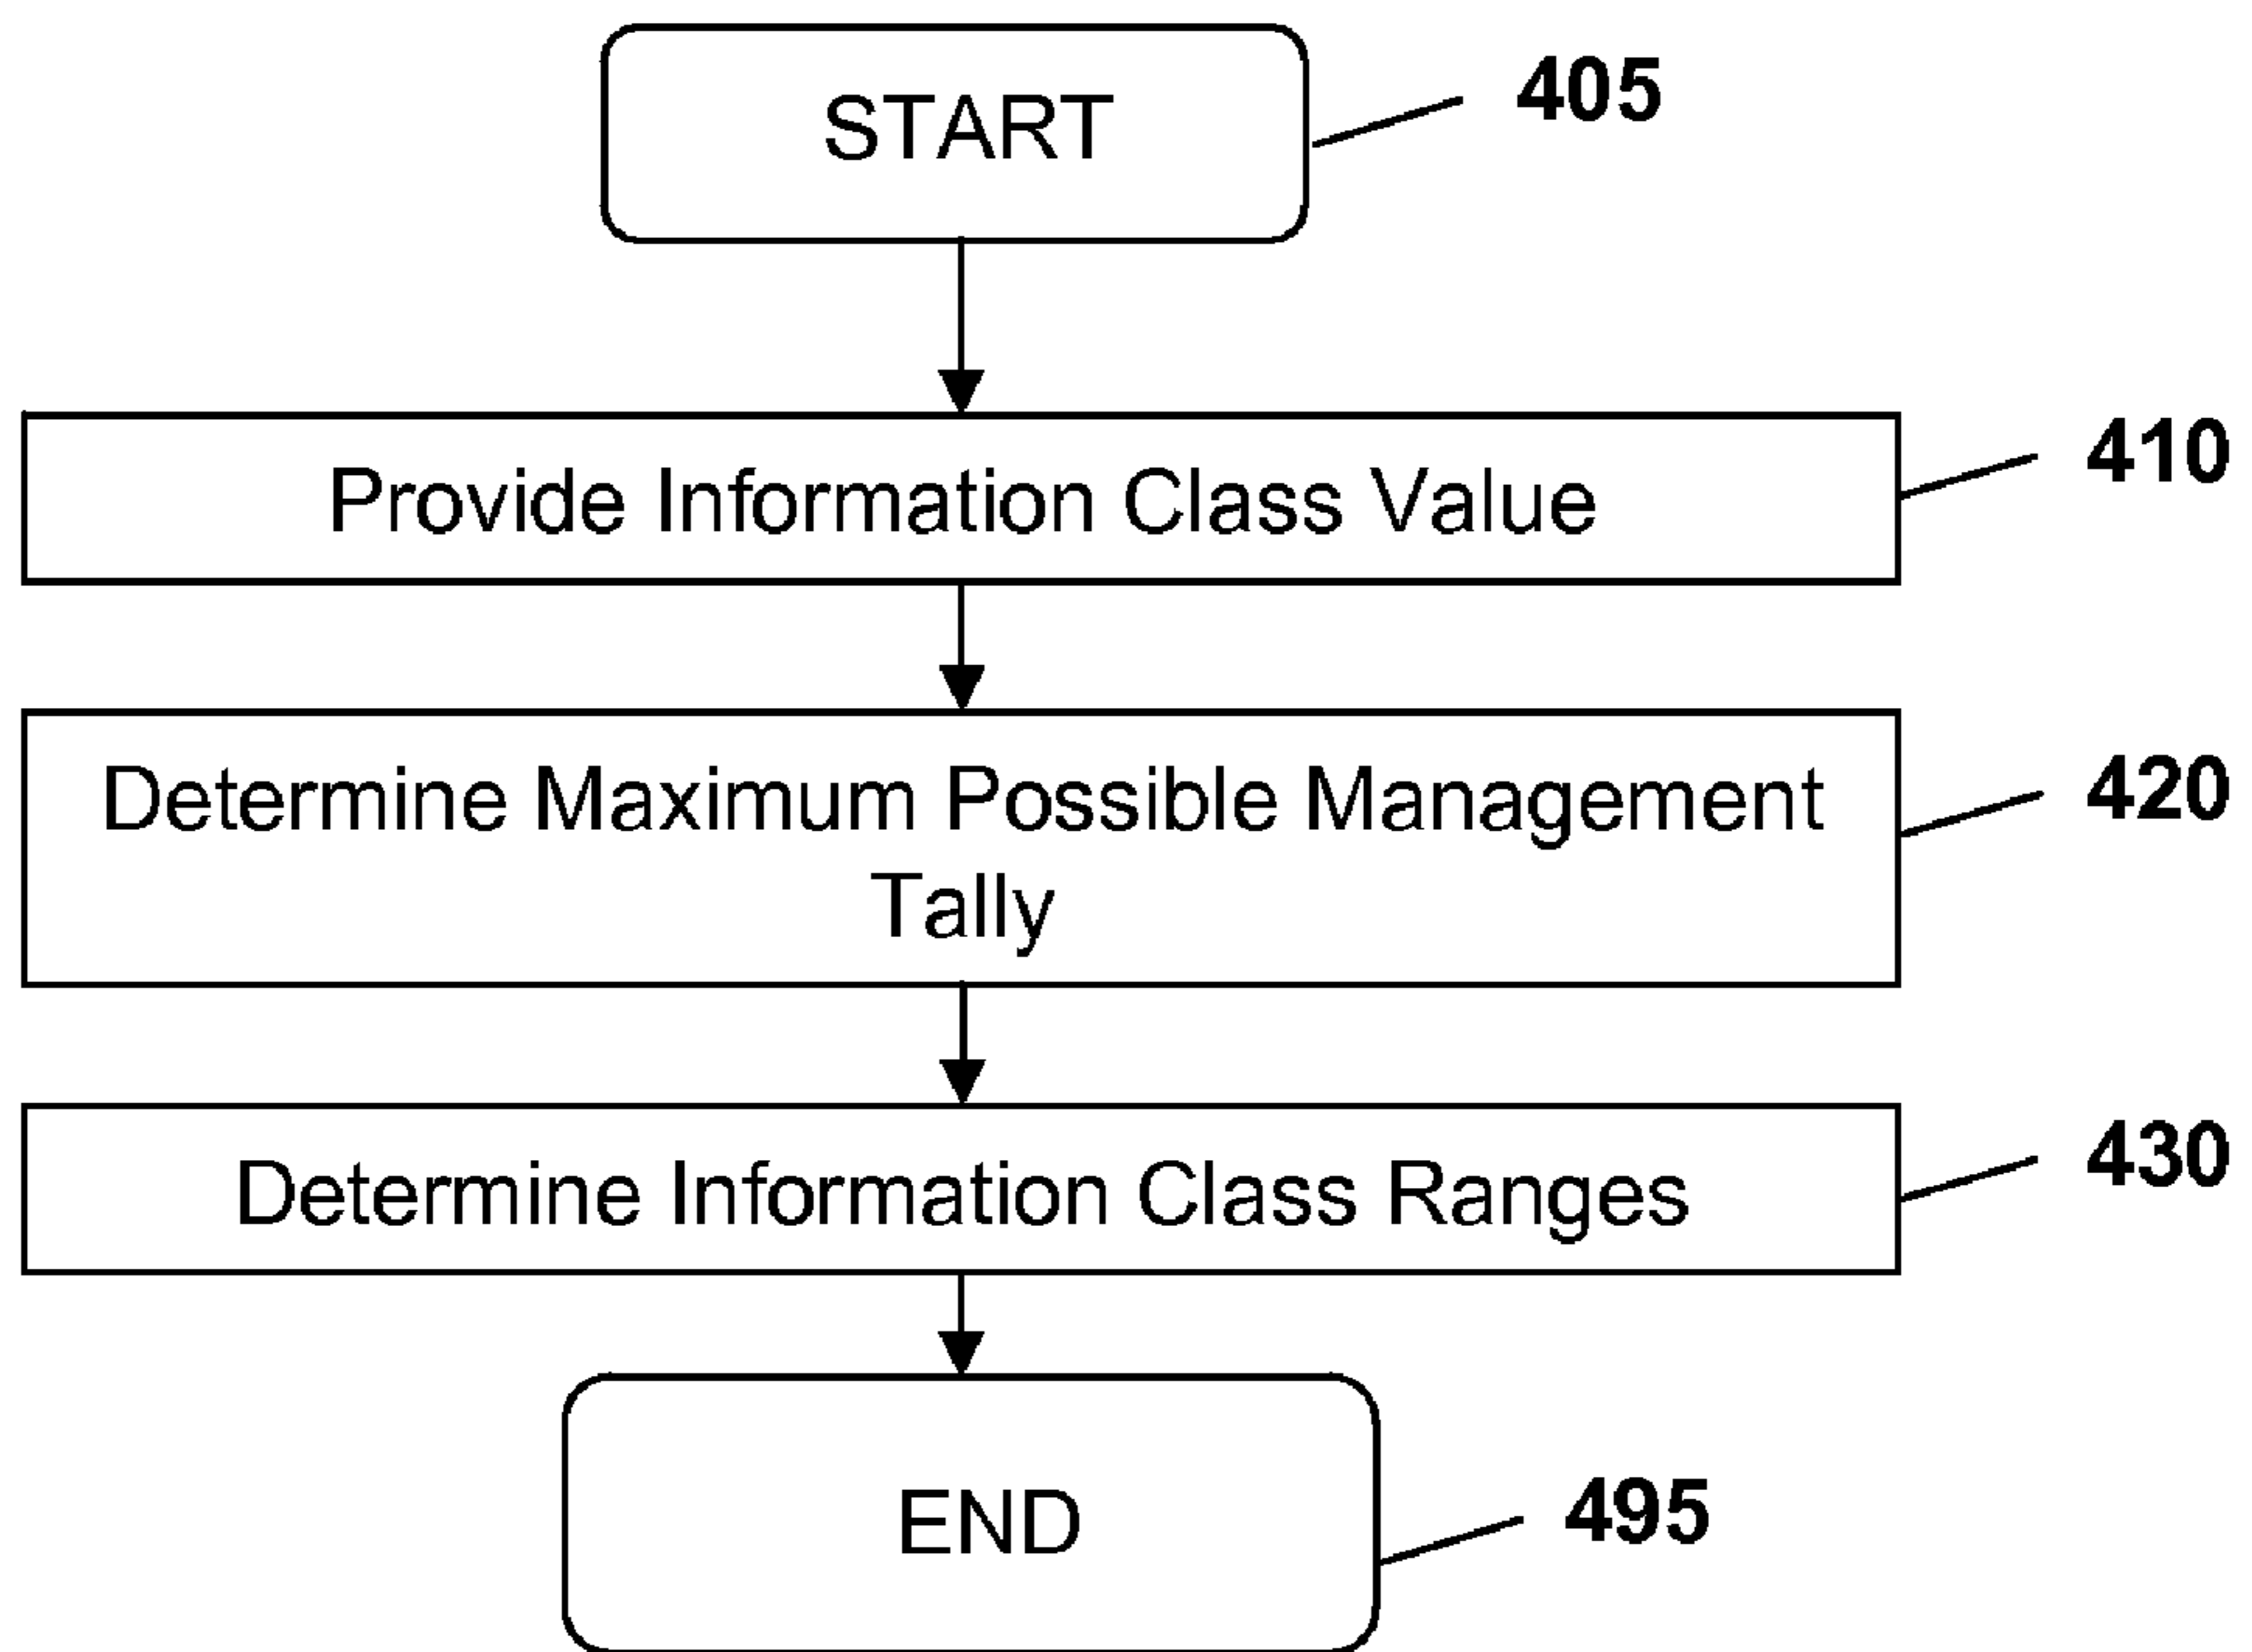 START
405
Provide Information Class Value
410
Determine Maximum Possible Management
Tally
420
Determine Information Class Ranges
430
END
495